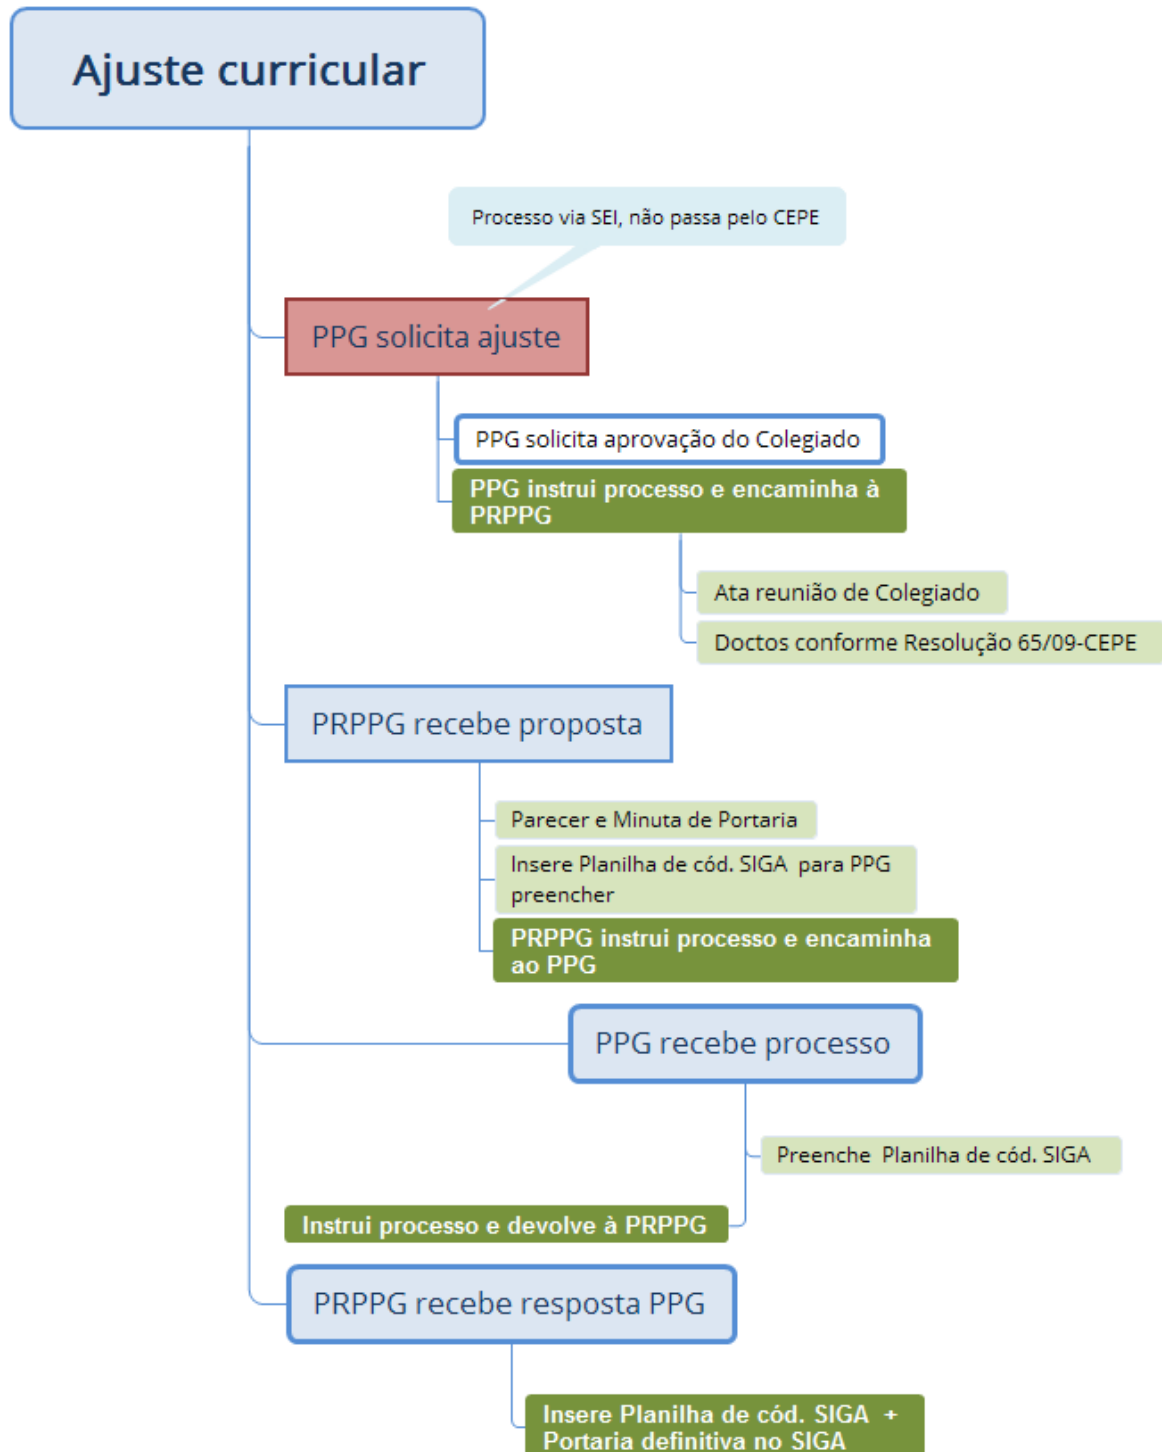 Ajuste curricular
Processo via SEI, não passa pelo CEPE
PPG solicita ajuste
PPG solicita aprovação do Colegiado
PPG instrui processo e encaminha à
PRPPG
Ata reunião de Colegiado
Doctos conforme Resolução 65/09-CEPE
PRPPG recebe proposta
Parecer e Minuta de Portaria
Insere Planilha de cód. SIGA para PPG
preencher
PRPPG instrui processo e encaminha
ao PPG
PPG recebe processo
Preenche Planilha de cód. SIGA
Instrui processo e devolve à PRPPG
PRPPG recebe resposta PPG
Insere Planilha de cód. SIGA +
Portaria definitiva no SIGA